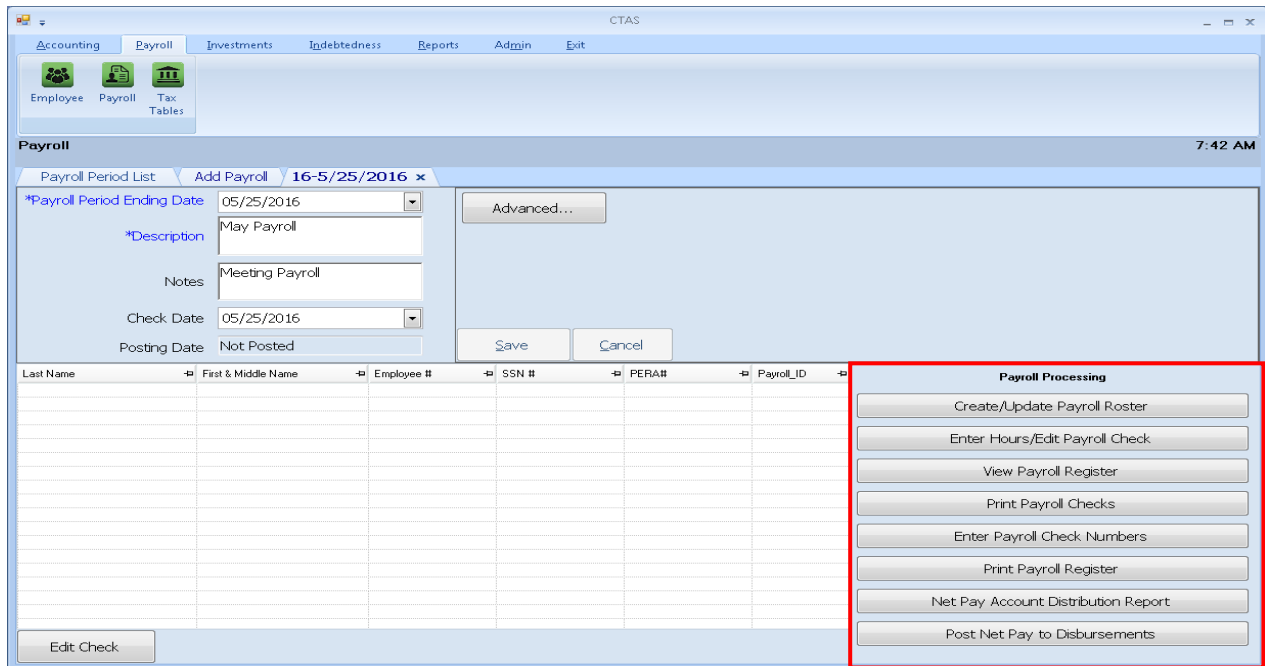 CTAS
Accounting Payroll Investments Indebtedness Reports Admin Exit
Employee Payroll Tax Tables
Payroll 7:42 AM
Payroll Period List Add Payroll 16-5/25/2016 x
*Payroll Period Ending Date 05/25/2016 Advanced...
*Description May Payroll
Notes Meeting Payroll
Check Date 05/25/2016
Posting Date Not Posted Save Cancel
Last Name First & Middle Name Employee # SSN # PERA# Payroll_ID
Payroll Processing
Create/Update Payroll Roster
Enter Hours/Edit Payroll Check
View Payroll Register
Print Payroll Checks
Enter Payroll Check Numbers
Print Payroll Register
Net Pay Account Distribution Report
Post Net Pay to Disbursements
Edit Check